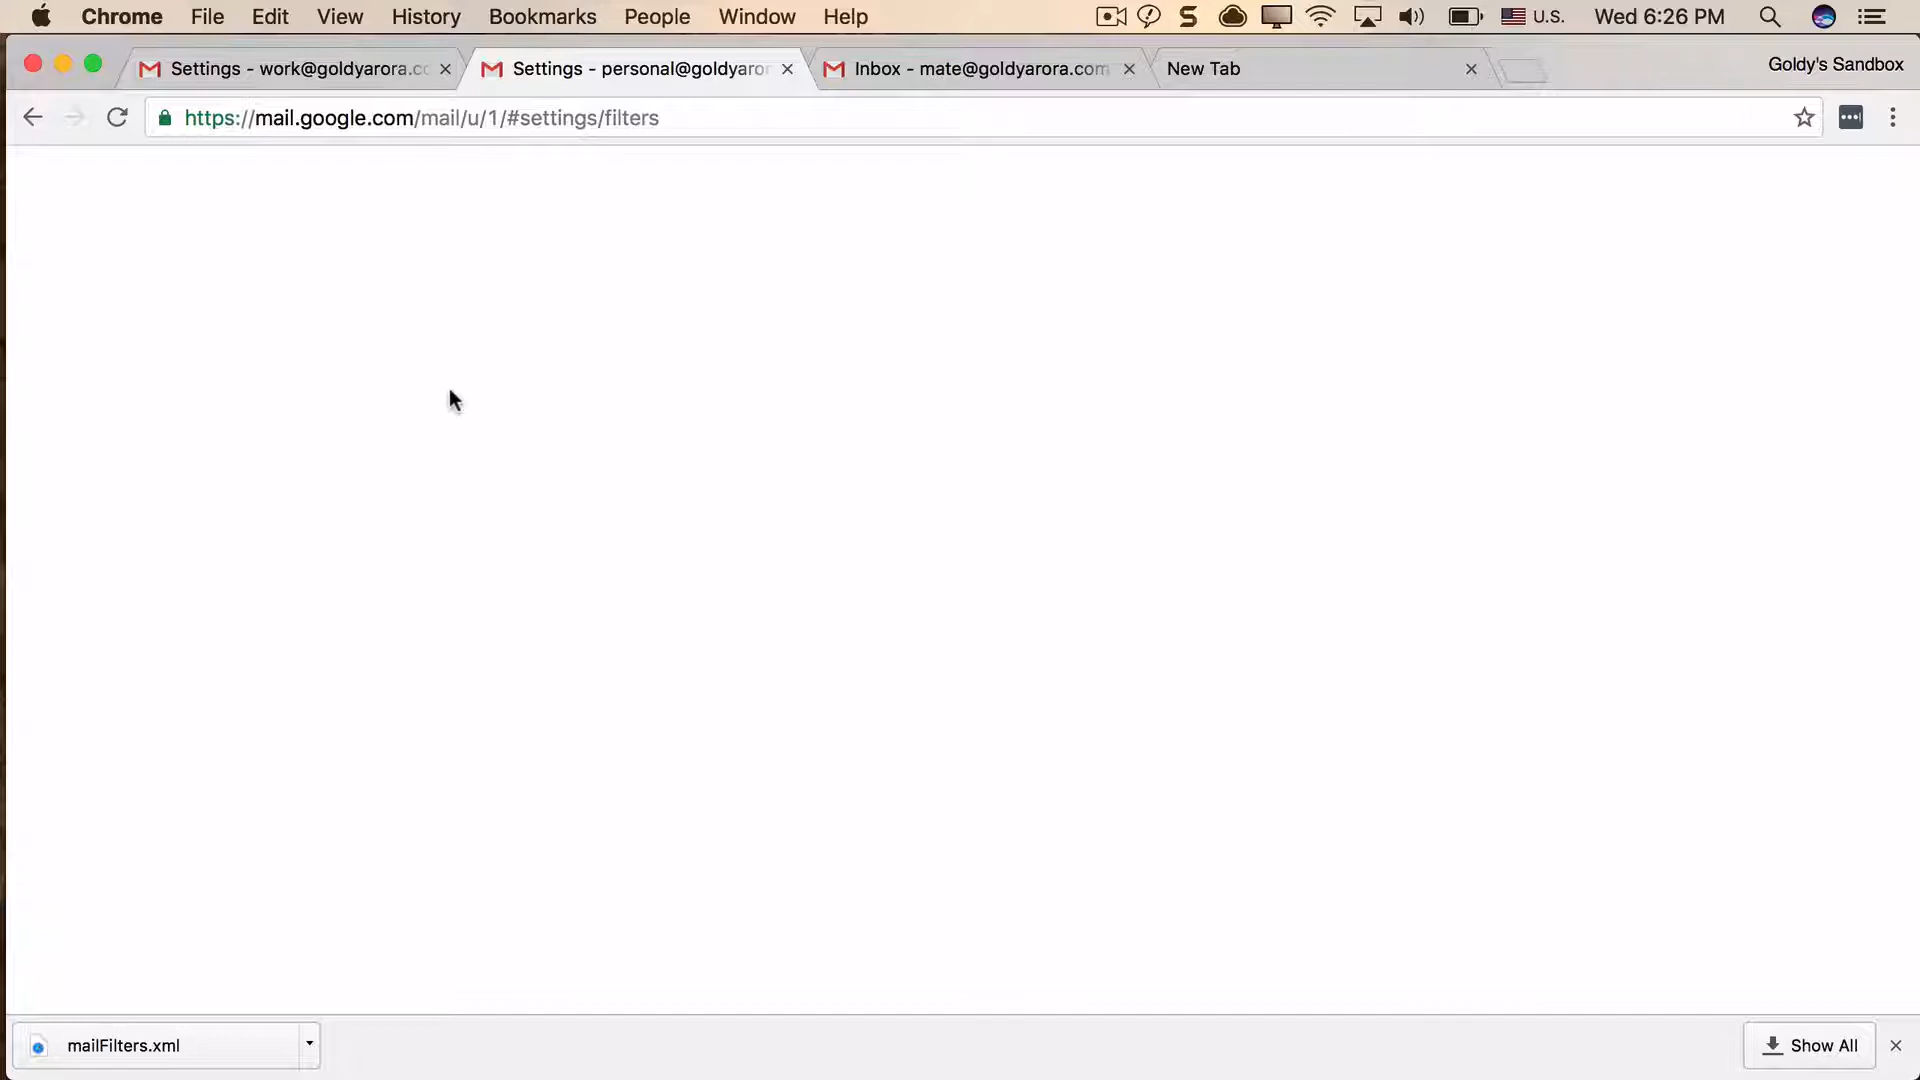 Chrome File Edit View History Bookmarks People Window Help U.S. Wed 6:26 PM
Settings - work@goldyarora.co Settings - personal@goldyaror Inbox - mate@goldyarora.com New Tab Goldy's Sandbox
https://mail.google.com/mail/u/1/#settings/filters
mailFilters.xml Show All